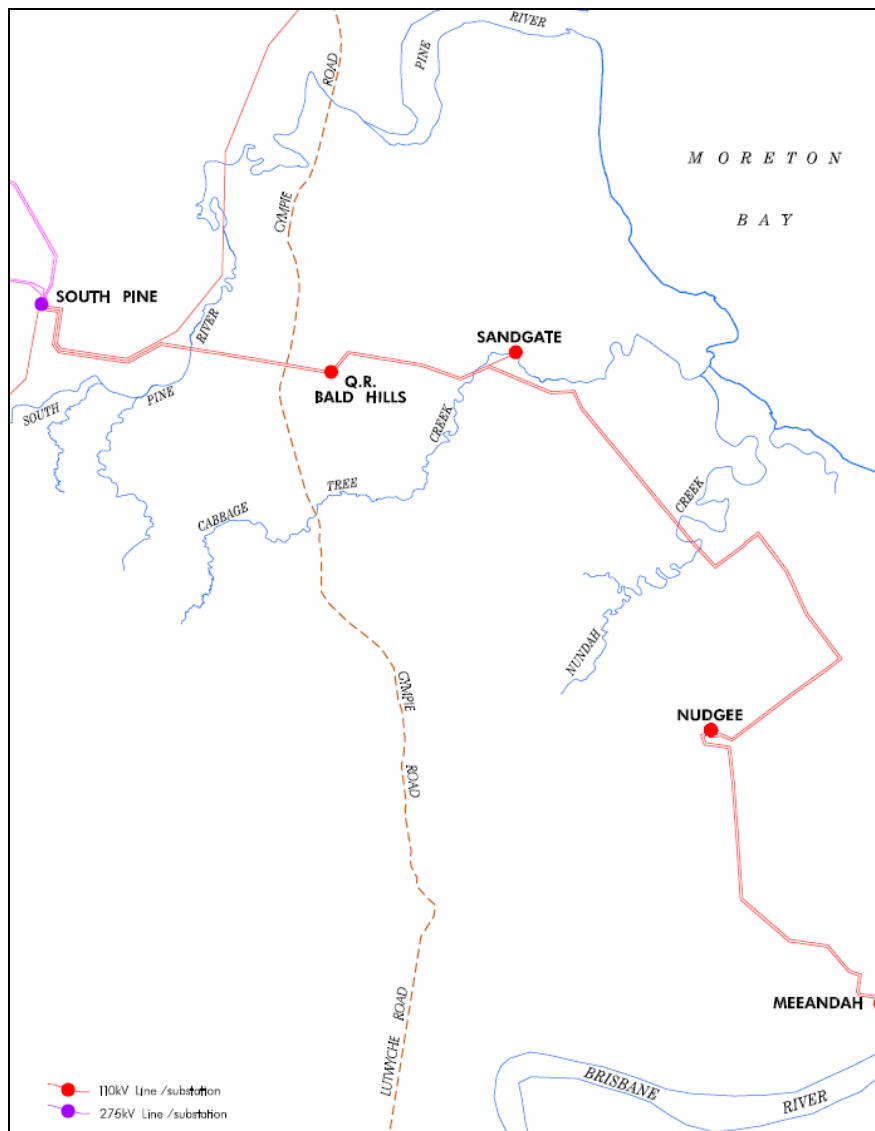 RIVER
PINE
ROAD
MORETON
BAY
GYMPIE
SOUTH PINE
RIVER
SANDGATE
Q.R.
BALD HILLS
SOUTH
PINE
CREEK
TREE
CABBAGE
CREEK
NUNDAH
GYMPIE
NUDGEE
ROAD
MEEANDAH
LUTWYCHE ROAD
BRISBANE
RIVER
110kV Line /substation
275kV Line /substation